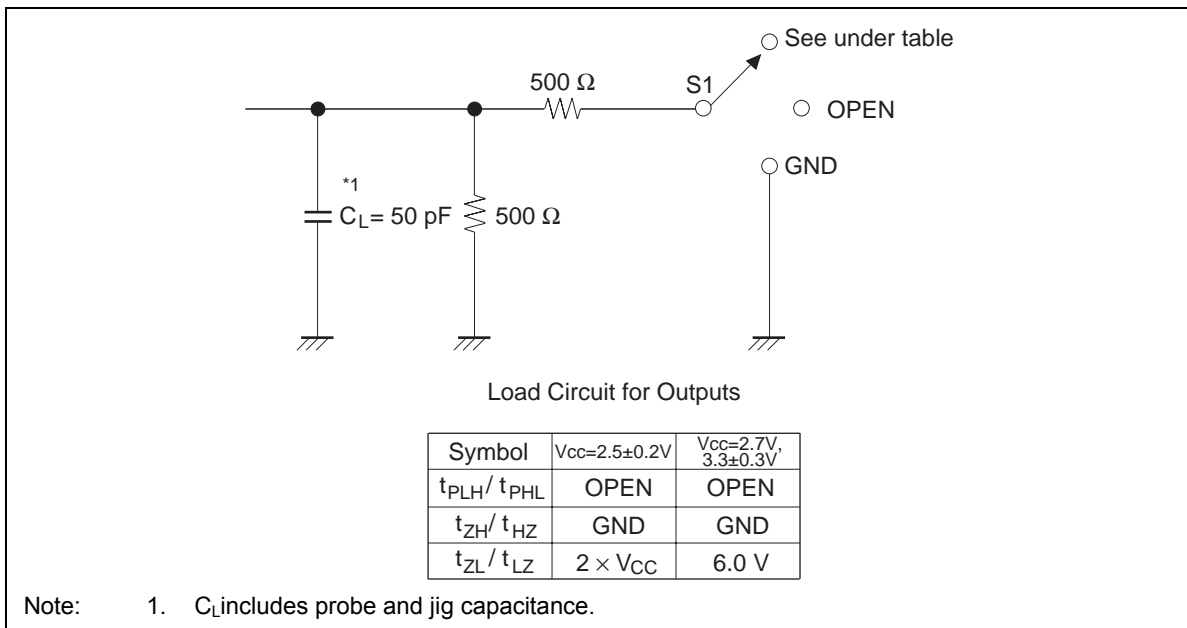 See under table
500 Ω
S1
OPEN
GND
*1
CL= 50 pF
500 Ω
Load Circuit for Outputs
Symbol Vcc=2.5±0.2V Vcc=2.7V, 3.3±0.3V
tPLH/ tPHL OPEN OPEN
tZH/ tHZ GND GND
tZL/ tLZ 2 × VCC 6.0 V
Note: 1. CLincludes probe and jig capacitance.